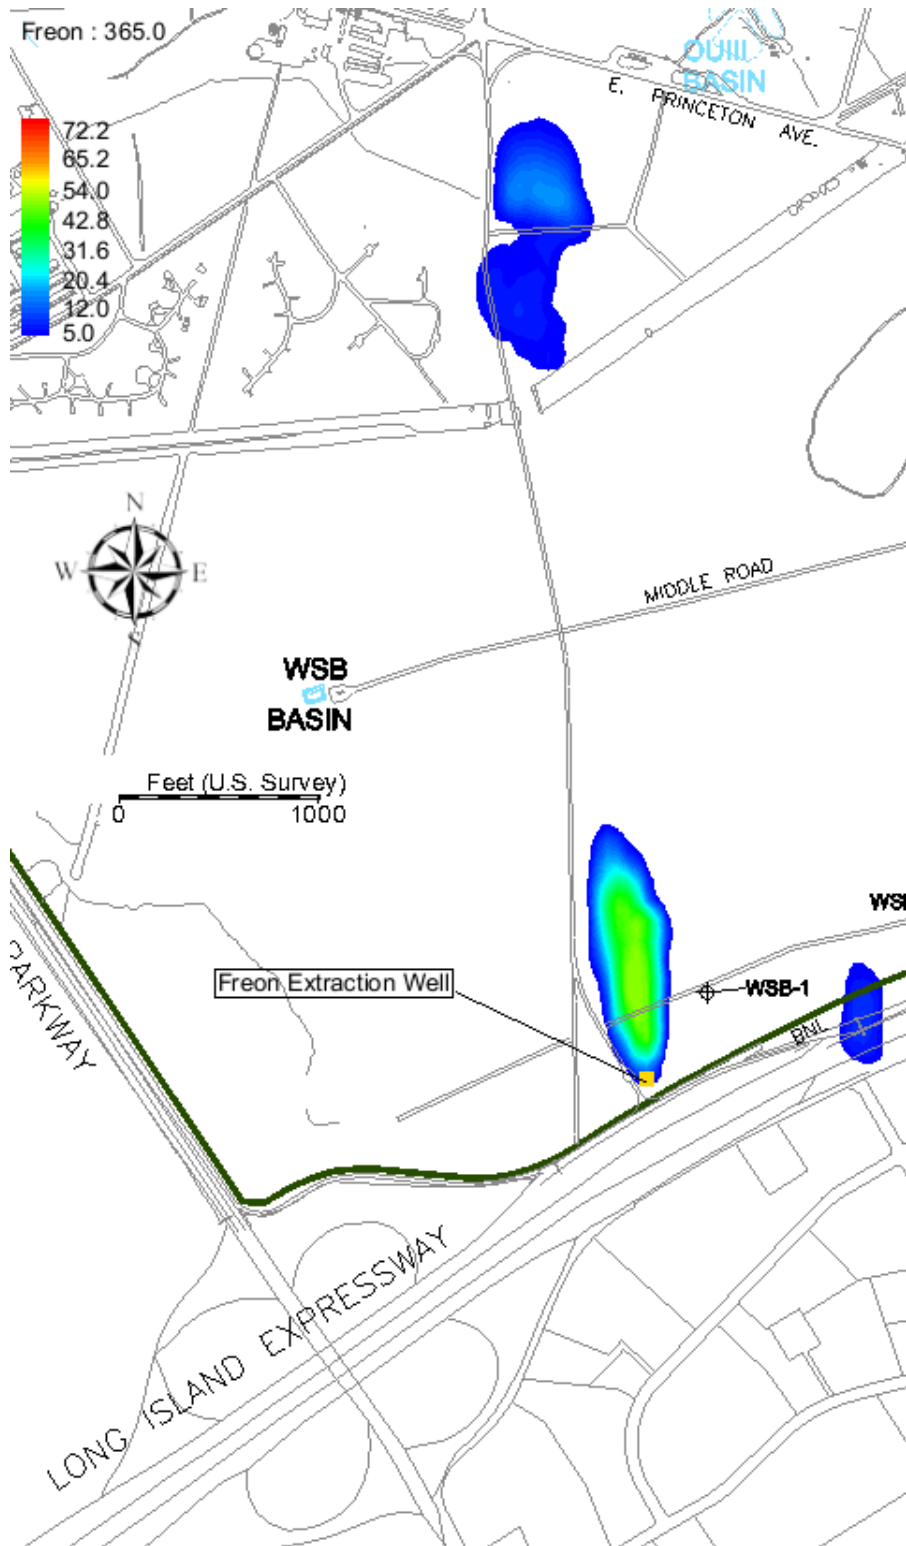 Freon : 365.0
OUIII
BASIN
E. PRINCETON AVE.
72.2
65.2
54.0
42.8
31.6
20.4
12.0
5.0
N
W
E
S
MIDDLE ROAD
WSB
BASIN
Feet (U.S. Survey)
0
1000
WSB
Freon Extraction Well
WSB-1
BNL
PARKWAY
LONG ISLAND EXPRESSWAY